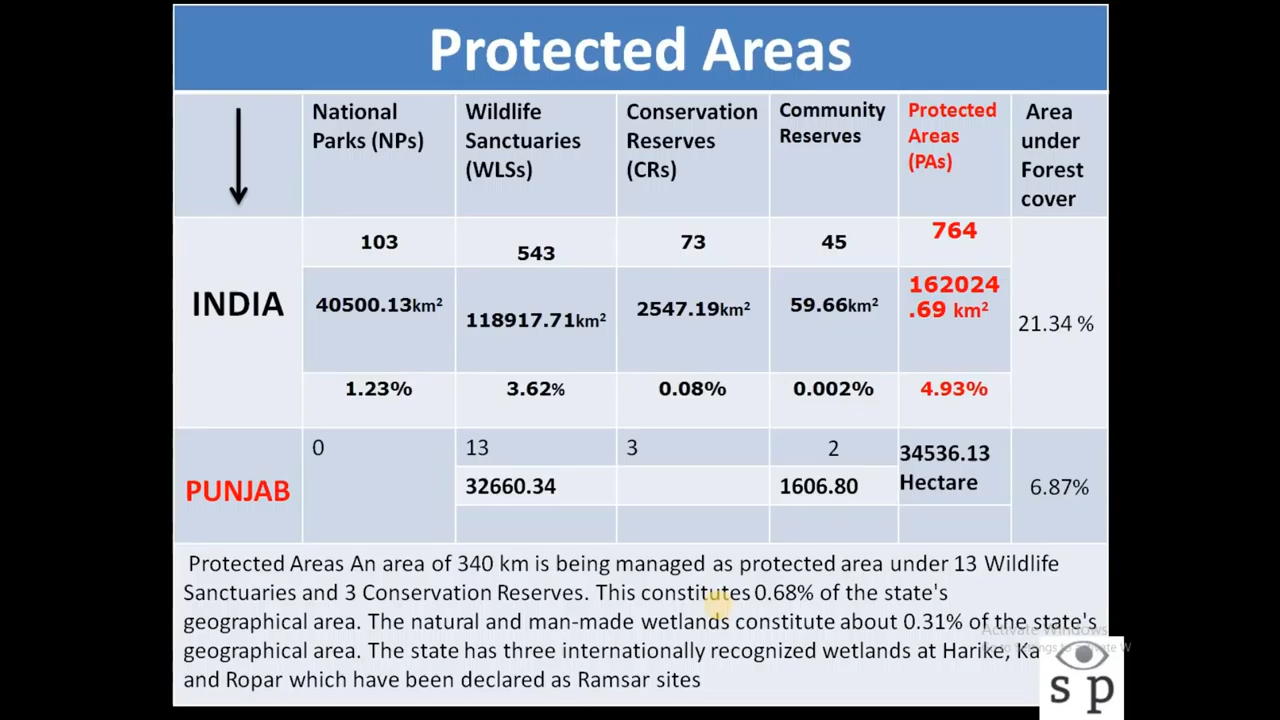 Protected Areas
National Parks (NPs)
Wildlife Sanctuaries (WLSs)
Conservation Reserves (CRs)
Community Reserves
Protected Areas (PAs)
Area under Forest cover
INDIA
103
543
73
45
764
40500.13km²
118917.71km²
2547.19km²
59.66km²
162024.69 km²
21.34 %
1.23%
3.62%
0.08%
0.002%
4.93%
PUNJAB
0
13
3
2
34536.13 Hectare
6.87%
32660.34
1606.80
Protected Areas An area of 340 km is being managed as protected area under 13 Wildlife
Sanctuaries and 3 Conservation Reserves. This constitutes 0.68% of the state's
geographical area. The natural and man-made wetlands constitute about 0.31% of the state's
geographical area. The state has three internationally recognized wetlands at Harike,
and Ropar which have been declared as Ramsar sites
Activate Windows
s p